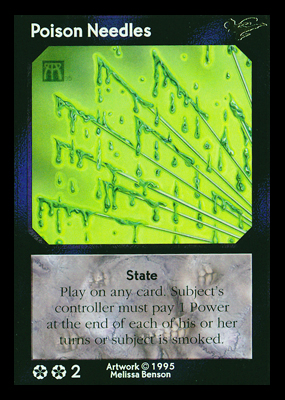 Poison Needles
State
Play on any card. Subject's
controller must pay 1 Power
at the end of each of his or her
turns or subject is smoked.
2
Artwork © 1995
Melissa Benson